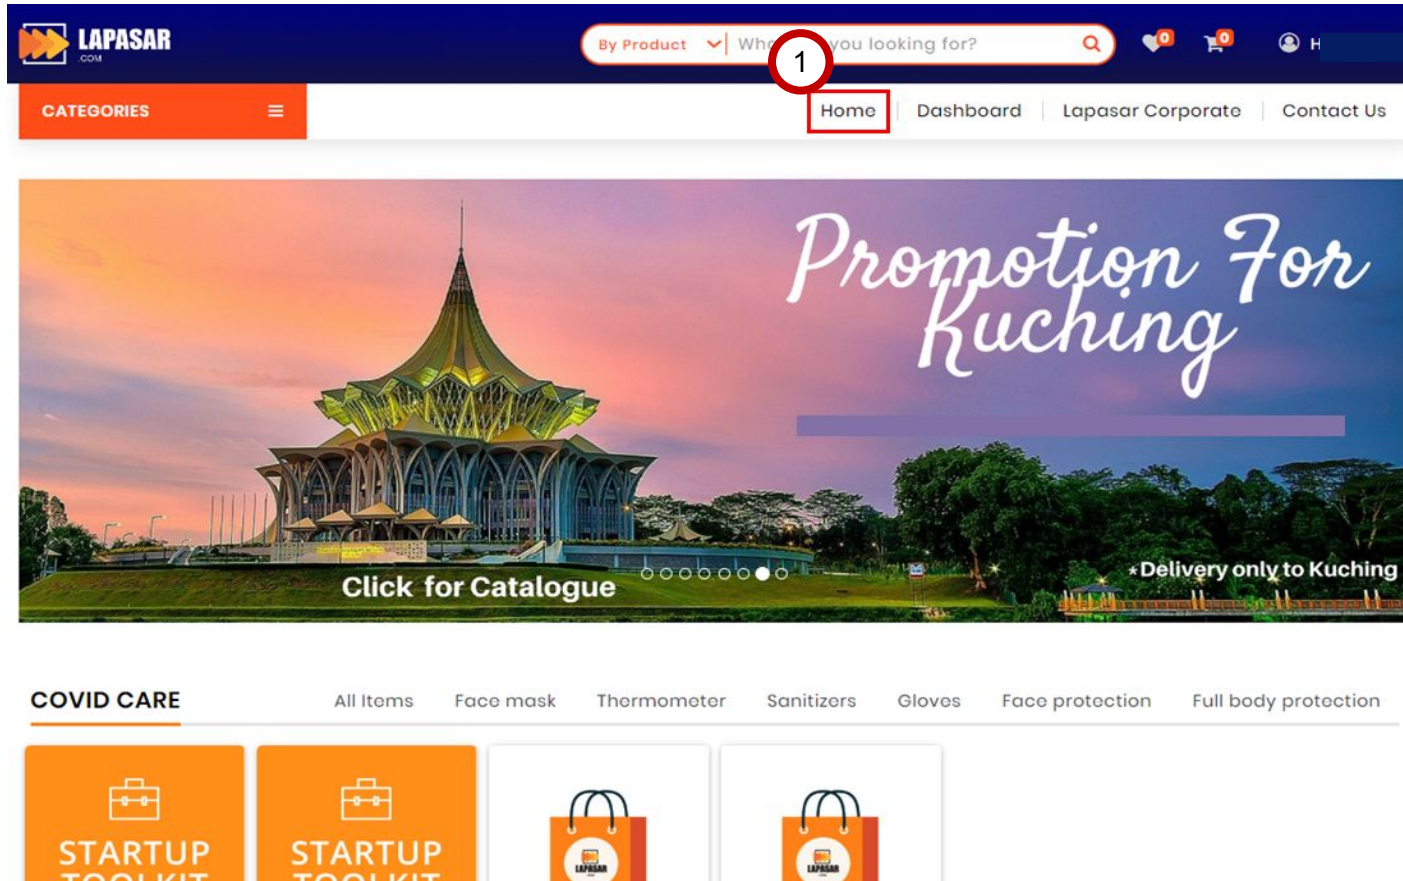 LAPASAR
.COM
By Product
you looking for?
0
0
H
1
CATEGORIES
Home
Dashboard
Lapasar Corporate
Contact Us
Promotion For
Kuching
Click for Catalogue
*Delivery only to Kuching
COVID CARE
All Items
Face mask
Thermometer
Sanitizers
Gloves
Face protection
Full body protection
STARTUP
TOOLKIT
STARTUP
TOOLKIT
LAPASAR
LAPASAR